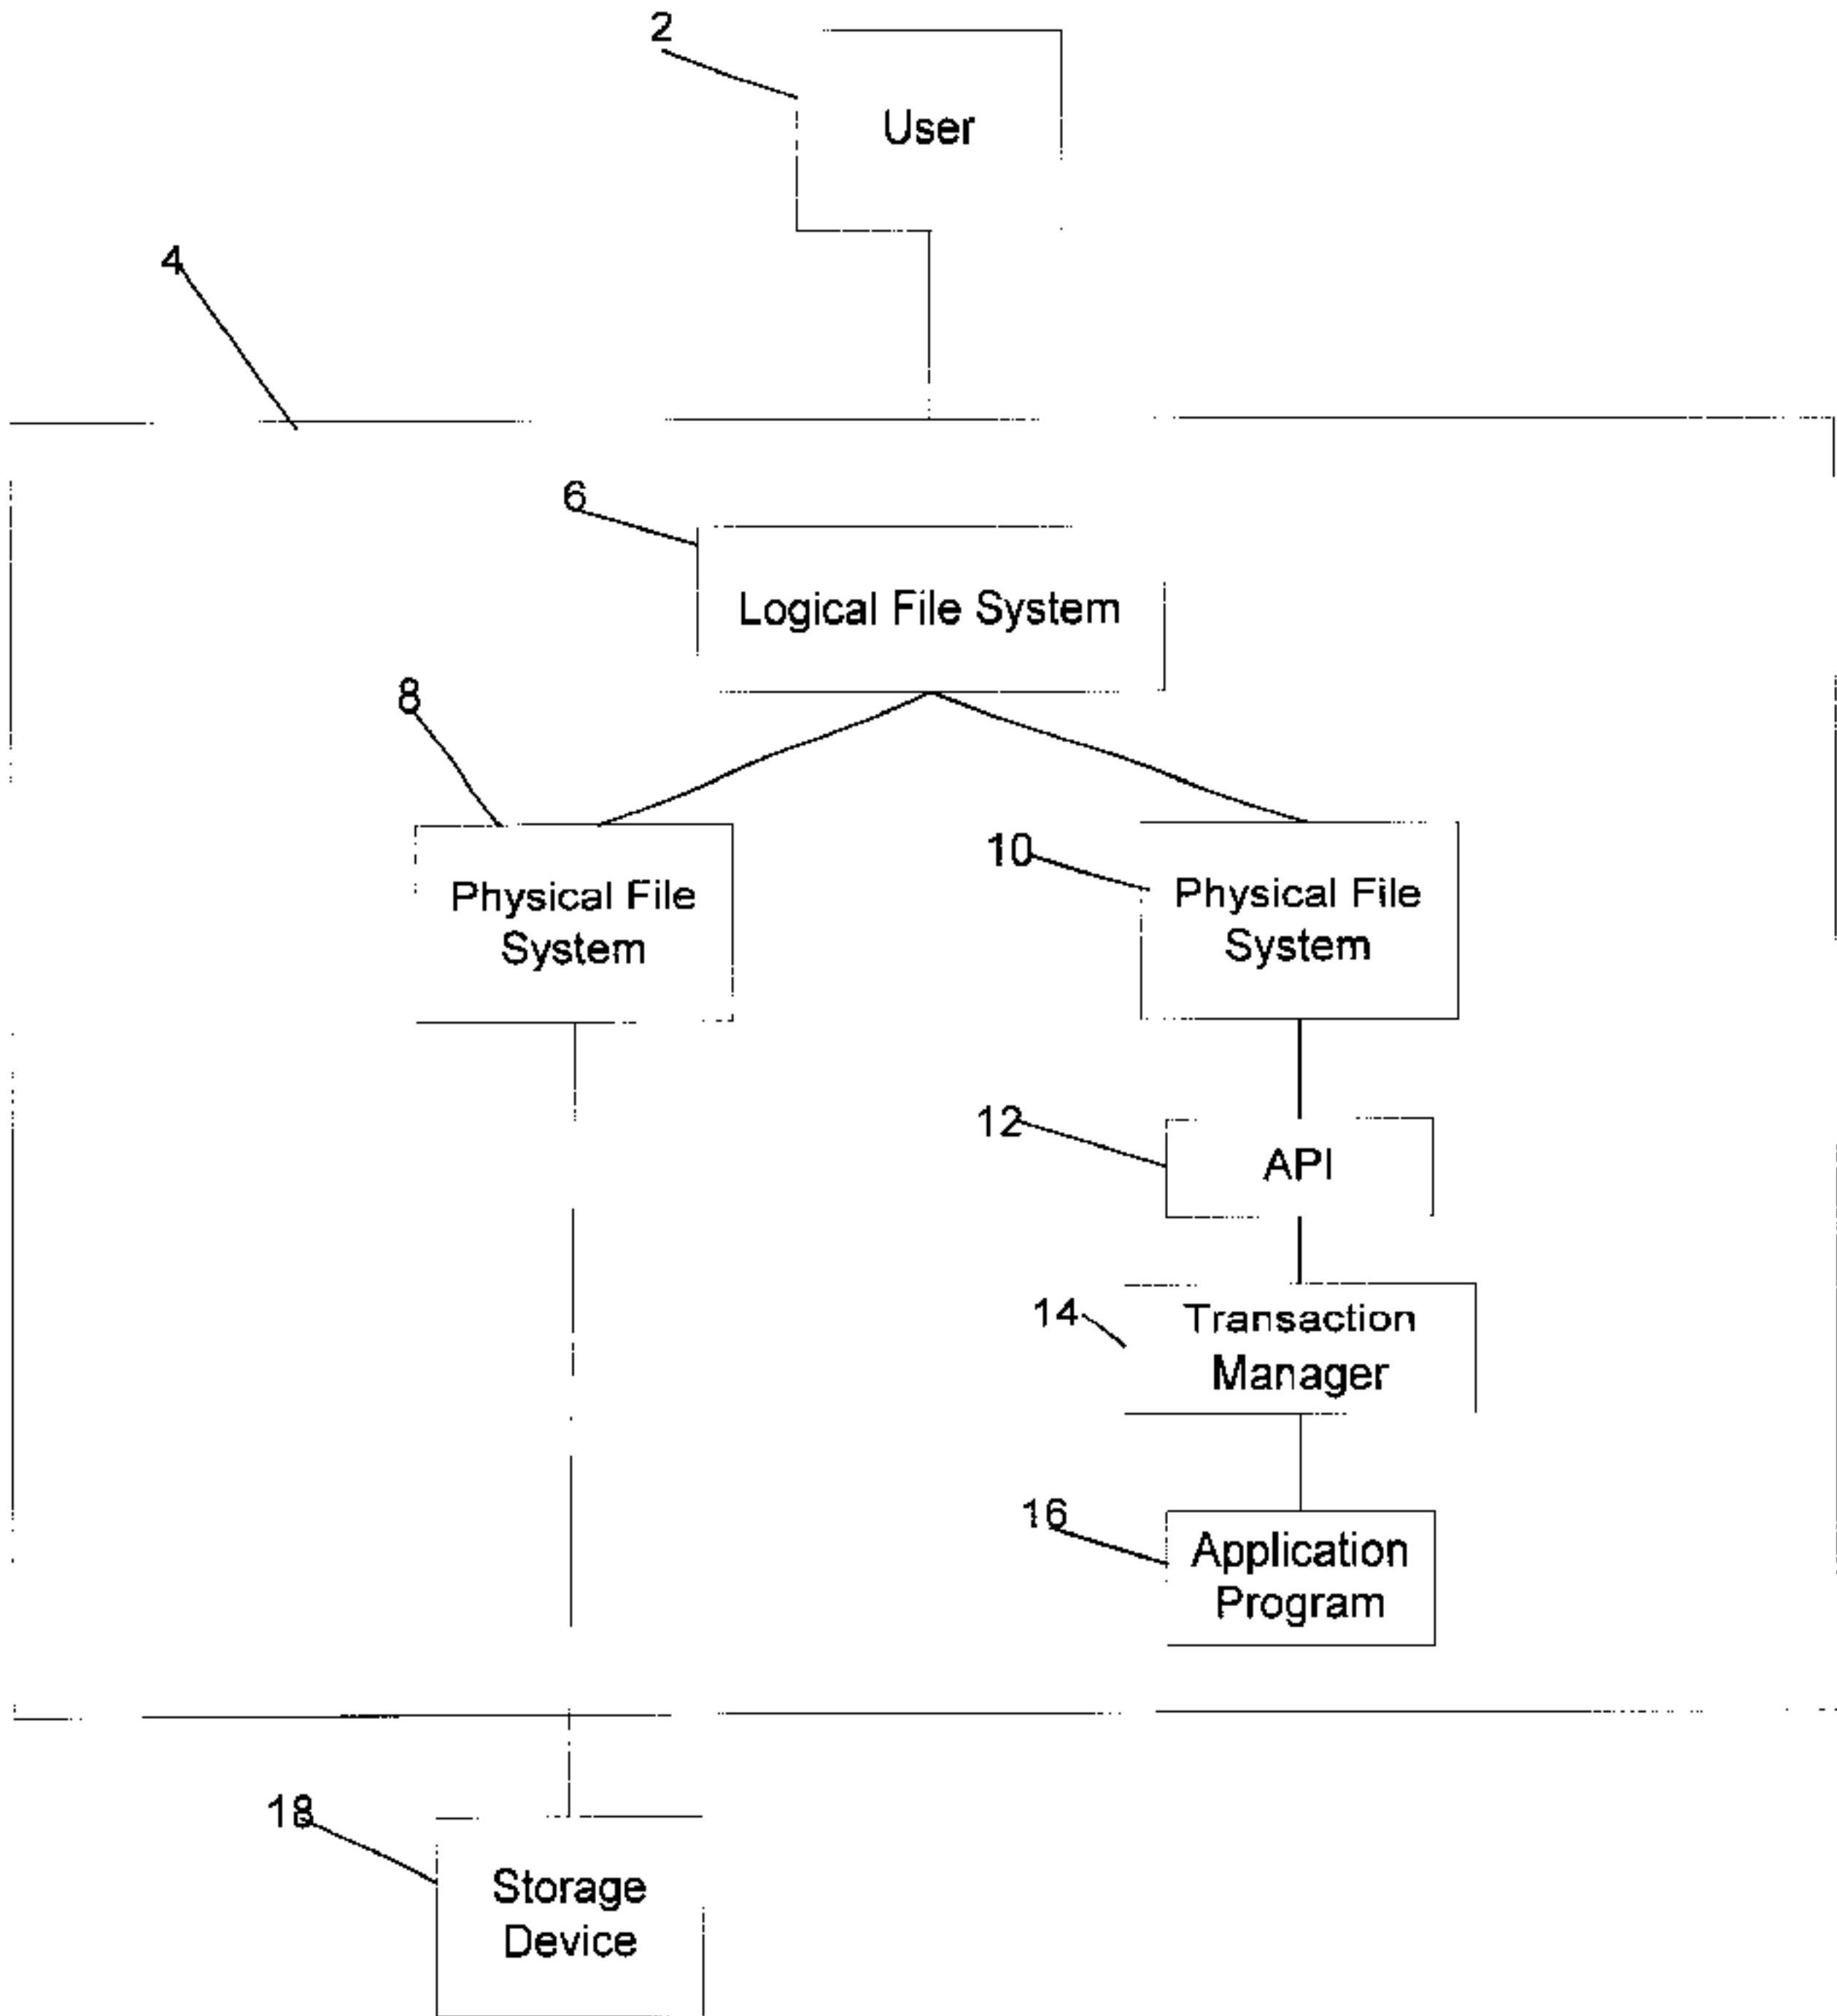 2
User
4
6
Logical File System
8
Physical File
System
10
Physical File
System
12
API
14
Transaction
Manager
16
Application
Program
18
Storage
Device